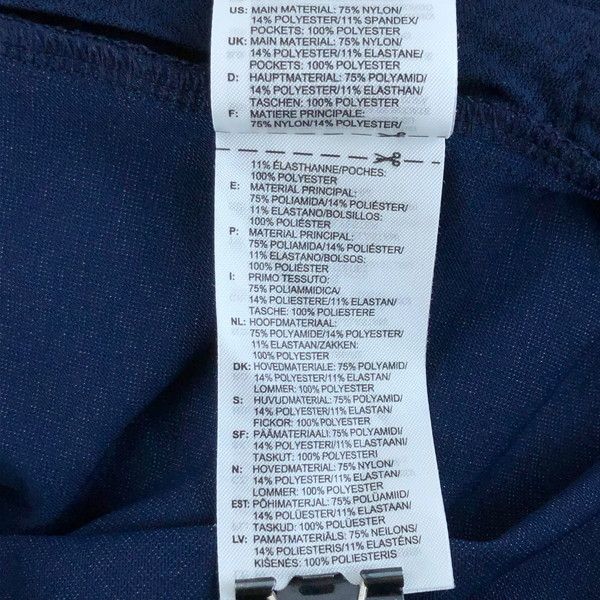 US: MAIN MATERIAL: 75% NYLON/
14% POLYESTER/11% SPANDEX/
POCKETS: 100% POLYESTER
UK: MAIN MATERIAL: 75% NYLON/
14% POLYESTER/11% ELASTANE/
POCKETS: 100% POLYESTER
D: HAUPTMATERIAL: 75% POLYAMID/
14% POLYESTER/11% ELASTHAN/
TASCHEN: 100% POLYESTER
F: MATIERE PRINCIPALE:
75% NYLON/14% POLYESTER/
11% ÉLASTHANNE/POCHES:
100% POLYESTER
E: MATERIAL PRINCIPAL:
75% POLIAMIDA/14% POLIÉSTER/
11% ELASTANO/BOLSILLOS:
100% POLIÉSTER
P: MATERIAL PRINCIPAL:
75% POLIAMIDA/14% POLIÉSTER/
11% ELASTANO/BOLSOS:
100% POLIÉSTER
I: PRIMO TESSUTO:
75% POLIAMMIDICA/
14% POLIESTERE/11% ELASTAN/
TASCHE: 100% POLIESTERE
NL: HOOFDMATERIAAL:
75% POLYAMIDE/14% POLYESTER/
11% ELASTAAN/ZAKKEN:
100% POLYESTER
DK: HOVEDMATERIALE: 75% POLYAMID/
14% POLYESTER/11% ELASTAN/
LOMMER: 100% POLYESTER
S: HUVUDMATERIAL: 75% POLYAMID/
14% POLYESTER/11% ELASTAN/
FICKOR: 100% POLYESTER
SF: PÄÄMATERIAALI: 75% POLYAMIDI/
14% POLYESTERI/11% ELASTAANI/
TASKUT: 100% POLYESTERI
N: HOVEDMATERIAL: 75% NYLON/
14% POLYESTER/11% ELASTAN/
LOMMER: 100% POLYESTER
EST: PÕHIMATERJAL: 75% POLÜAMIID/
14% POLÜESTER/11% ELASTAAN/
TASKUD: 100% POLÜESTER
LV: PAMATMATERIĀLS: 75% NEILONS/
14% POLIESTERIS/11% ELASTĒNS/
KIŠENĒS: 100% POLIESTERIS